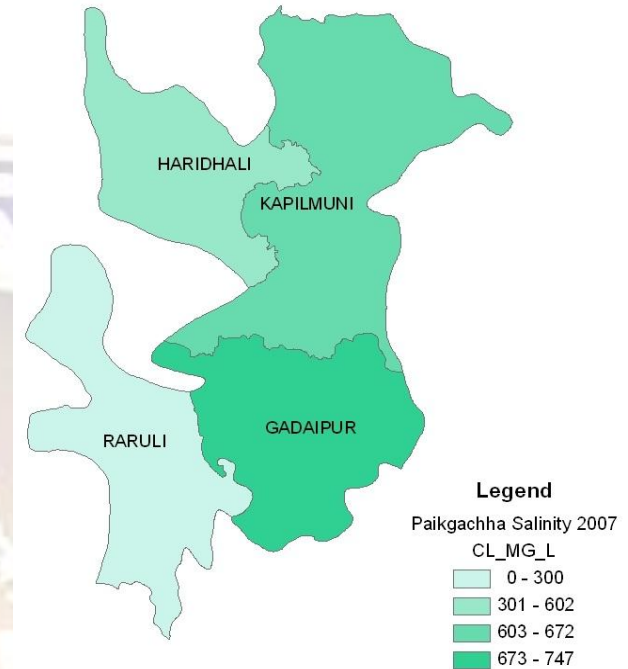 HARIDHALI
KAPILMUNI
GADAIPUR
RARULI
Legend
Paikgachha Salinity 2007
CL_MG_L
0 - 300
301 - 602
603 - 672
673 - 747